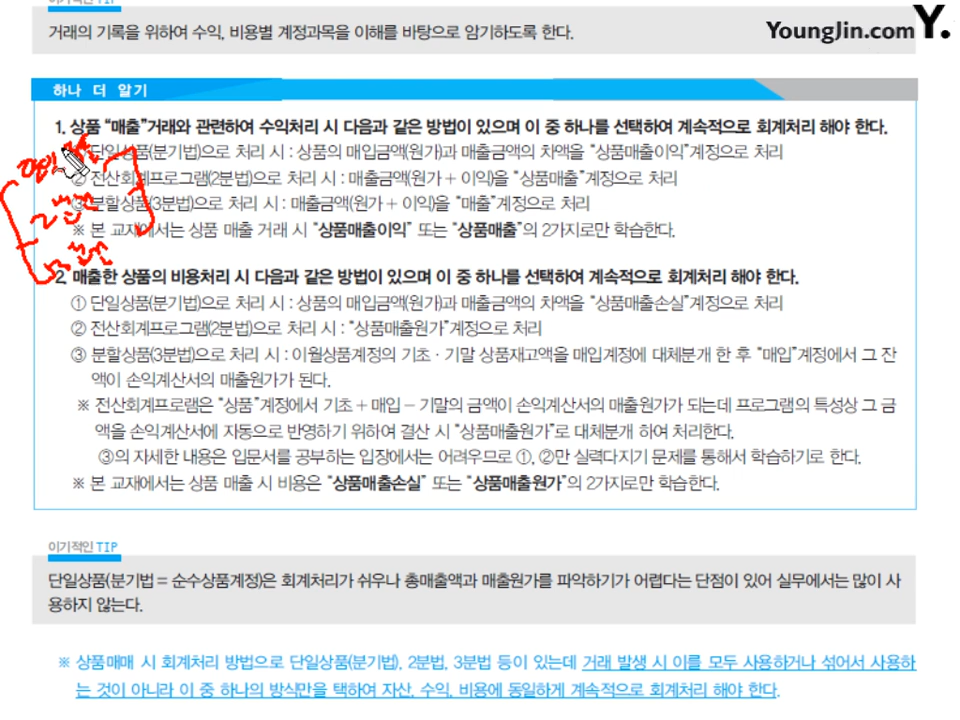 이기적인 TIP
거래의 기록을 위하여 수익, 비용별 계정과목을 이해를 바탕으로 암기하도록 한다.
YoungJin.com Y.
하나 더 알기
1. 상품 “매출”거래와 관련하여 수익처리 시 다음과 같은 방법이 있으며 이 중 하나를 선택하여 계속적으로 회계처리 해야 한다.
단일상품(분기법)으로 처리 시 : 상품의 매입금액(원가)과 매출금액의 차액을 “상품매출이익”계정으로 처리
② 전산회계프로그램(2분법)으로 처리 시 : 매출금액(원가 + 이익)을 “상품매출”계정으로 처리
③ 분할상품(3분법)으로 처리 시 : 매출금액(원가 + 이익)을 “매출”계정으로 처리
※ 본 교재에서는 상품 매출 거래 시 “상품매출이익” 또는 “상품매출”의 2가지로만 학습한다.
2분법
2. 매출한 상품의 비용처리 시 다음과 같은 방법이 있으며 이 중 하나를 선택하여 계속적으로 회계처리 해야 한다.
① 단일상품(분기법)으로 처리 시 : 상품의 매입금액(원가)과 매출금액의 차액을 “상품매출손실”계정으로 처리
② 전산회계프로그램(2분법)으로 처리 시 : “상품매출원가”계정으로 처리
③ 분할상품(3분법)으로 처리 시 : 이월상품계정의 기초 · 기말 상품재고액을 매입계정에 대체분개 한 후 “매입”계정에서 그 잔
액이 손익계산서의 매출원가가 된다.
※ 전산회계프로램은 “상품”계정에서 기초 + 매입 − 기말의 금액이 손익계산서의 매출원가가 되는데 프로그램의 특성상 그 금
액을 손익계산서에 자동으로 반영하기 위하여 결산 시 “상품매출원가”로 대체분개 하여 처리한다.
③의 자세한 내용은 입문서를 공부하는 입장에서는 어려우므로 ①, ②만 실력다지기 문제를 통해서 학습하기로 한다.
※ 본 교재에서는 상품 매출 시 비용은 “상품매출손실” 또는 “상품매출원가”의 2가지로만 학습한다.
이기적인 TIP
단일상품(분기법 = 순수상품계정)은 회계처리가 쉬우나 총매출액과 매출원가를 파악하기가 어렵다는 단점이 있어 실무에서는 많이 사
용하지 않는다.
※ 상품매매 시 회계처리 방법으로 단일상품(분기법), 2분법, 3분법 등이 있는데 거래 발생 시 이를 모두 사용하거나 섞어서 사용하
는 것이 아니라 이 중 하나의 방식만을 택하여 자산, 수익, 비용에 동일하게 계속적으로 회계처리 해야 한다.